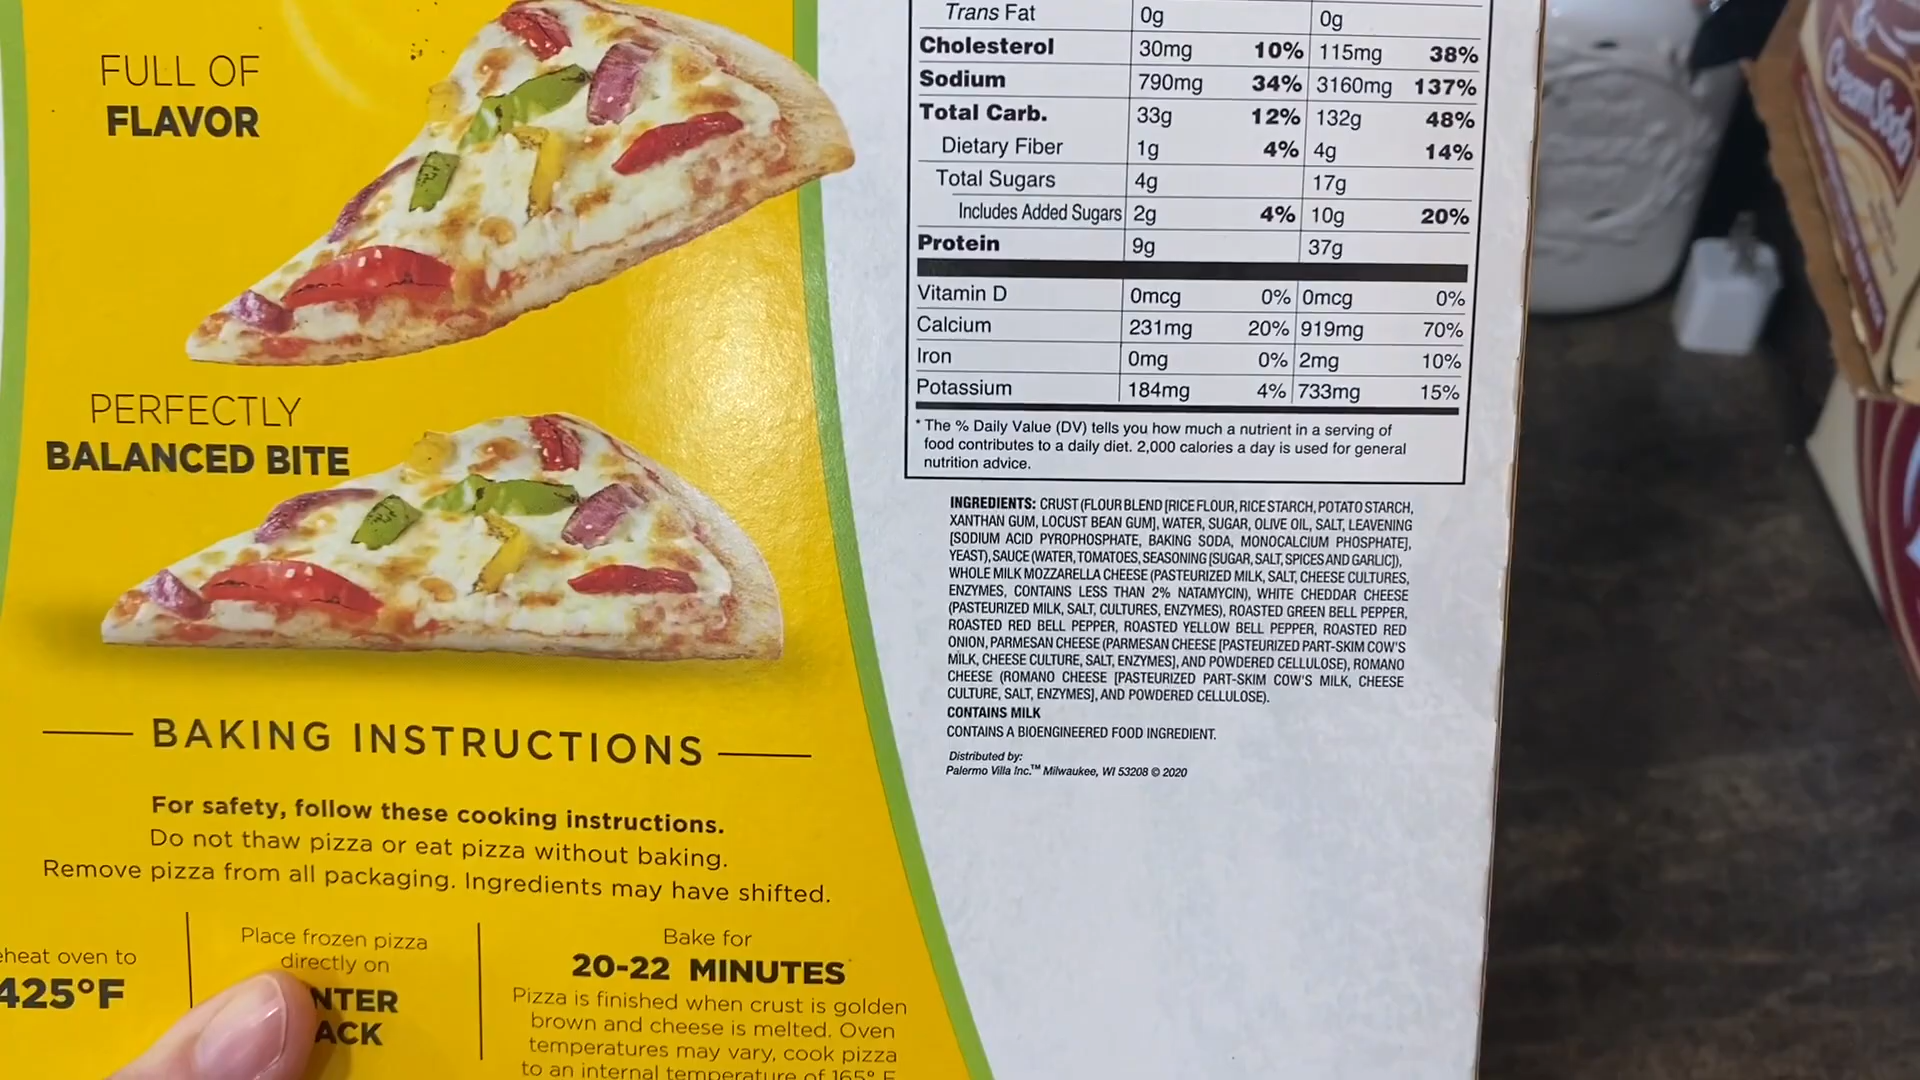 FULL OF
FLAVOR
PERFECTLY
BALANCED BITE
BAKING INSTRUCTIONS
For safety, follow these cooking instructions.
Do not thaw pizza or eat pizza without baking.
Remove pizza from all packaging. Ingredients may have shifted.
eheat oven to
425°F
Place frozen pizza
directly on
NTER
ACK
Bake for
20-22 MINUTES
Pizza is finished when crust is golden
brown and cheese is melted. Oven
temperatures may vary, cook pizza
to an internal temperature of 165° F
Trans Fat 0g 0g
Cholesterol 30mg 10% 115mg 38%
Sodium 790mg 34% 3160mg 137%
Total Carb. 33g 12% 132g 48%
Dietary Fiber 1g 4% 4g 14%
Total Sugars 4g 17g
Includes Added Sugars 2g 4% 10g 20%
Protein 9g 37g
Vitamin D 0mcg 0% 0mcg 0%
Calcium 231mg 20% 919mg 70%
Iron 0mg 0% 2mg 10%
Potassium 184mg 4% 733mg 15%
* The % Daily Value (DV) tells you how much a nutrient in a serving of
food contributes to a daily diet. 2,000 calories a day is used for general
nutrition advice.
INGREDIENTS: CRUST (FLOUR BLEND [RICE FLOUR, RICE STARCH, POTATO STARCH,
XANTHAN GUM, LOCUST BEAN GUM], WATER, SUGAR, OLIVE OIL, SALT, LEAVENING
[SODIUM ACID PYROPHOSPHATE, BAKING SODA, MONOCALCIUM PHOSPHATE],
YEAST), SAUCE (WATER, TOMATOES, SEASONING [SUGAR, SALT, SPICES AND GARLIC]),
WHOLE MILK MOZZARELLA CHEESE (PASTEURIZED MILK, SALT, CHEESE CULTURES,
ENZYMES, CONTAINS LESS THAN 2% NATAMYCIN), WHITE CHEDDAR CHEESE
(PASTEURIZED MILK, SALT, CULTURES, ENZYMES), ROASTED GREEN BELL PEPPER,
ROASTED RED BELL PEPPER, ROASTED YELLOW BELL PEPPER, ROASTED RED
ONION, PARMESAN CHEESE (PARMESAN CHEESE [PASTEURIZED PART-SKIM COW'S
MILK, CHEESE CULTURE, SALT, ENZYMES], AND POWDERED CELLULOSE), ROMANO
CHEESE (ROMANO CHEESE [PASTEURIZED PART-SKIM COW'S MILK, CHEESE
CULTURE, SALT, ENZYMES], AND POWDERED CELLULOSE).
CONTAINS MILK
CONTAINS A BIOENGINEERED FOOD INGREDIENT.
Distributed by:
Palermo Villa Inc.™ Milwaukee, WI 53208 © 2020
Cream Soda